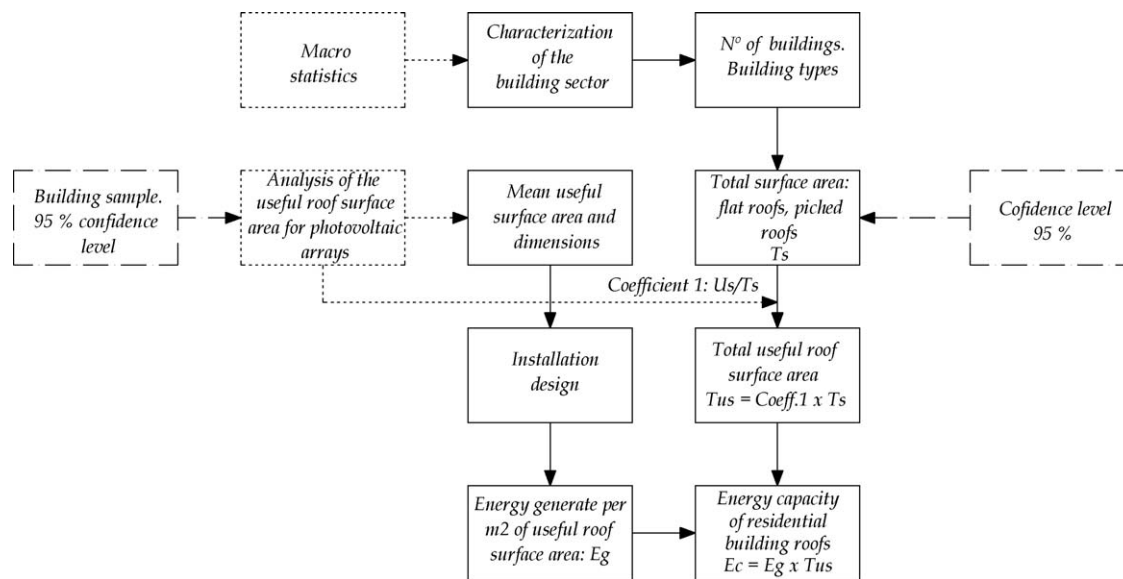 Macro
statistics
Characterization
of the
building sector
Nº of buildings.
Building types
Building sample.
95 % confidence
level
Analysis of the
useful roof surface
area for photovoltaic
arrays
Mean useful
surface area and
dimensions
Total surface area:
flat roofs, piched
roofs
Ts
Cofidence level
95 %
Coefficient 1: Us/Ts
Installation
design
Total useful roof
surface area
Tus = Coeff.1 x Ts
Energy generate per
m2 of useful roof
surface area: Eg
Energy capacity
of residential
building roofs
Ec = Eg x Tus